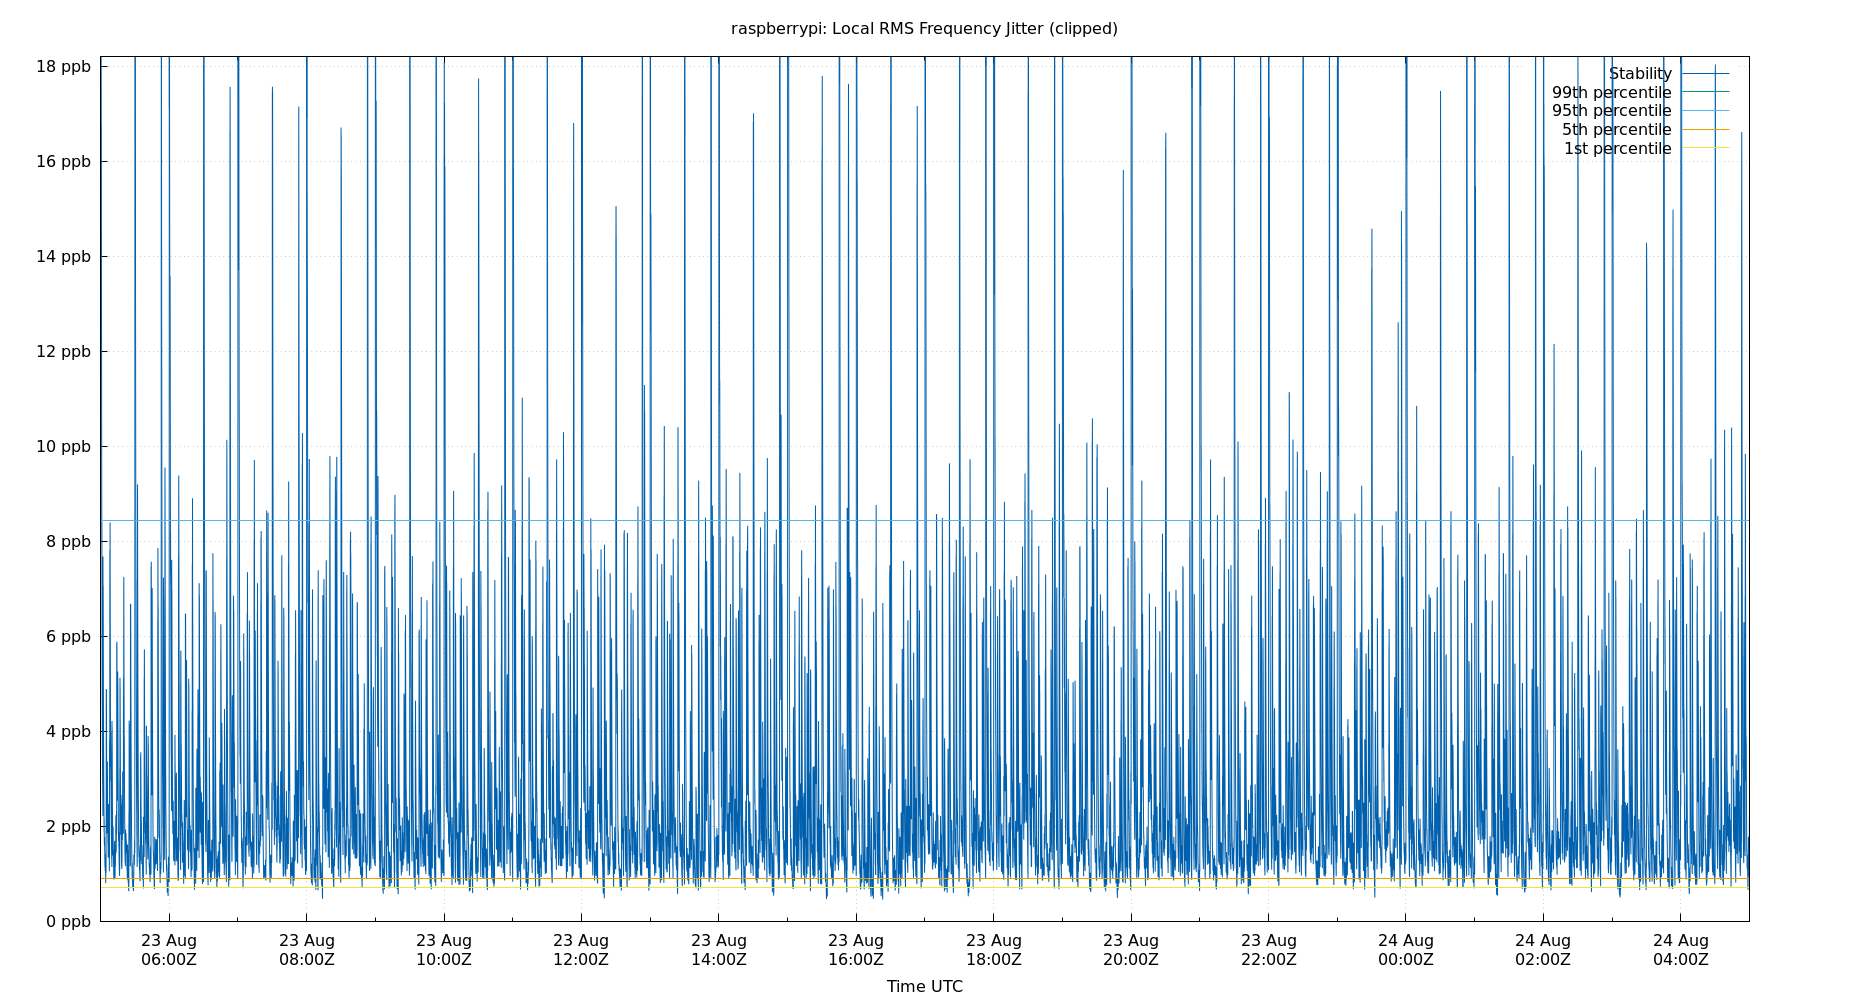 raspberrypi: Local RMS Frequency Jitter (clipped)
18 ppb
16 ppb
14 ppb
12 ppb
10 ppb
8 ppb
6 ppb
4 ppb
2 ppb
0 ppb
Stability
99th percentile
95th percentile
5th percentile
1st percentile
23 Aug
06:00Z
23 Aug
08:00Z
23 Aug
10:00Z
23 Aug
12:00Z
23 Aug
14:00Z
23 Aug
16:00Z
23 Aug
18:00Z
23 Aug
20:00Z
23 Aug
22:00Z
24 Aug
00:00Z
24 Aug
02:00Z
24 Aug
04:00Z
Time UTC